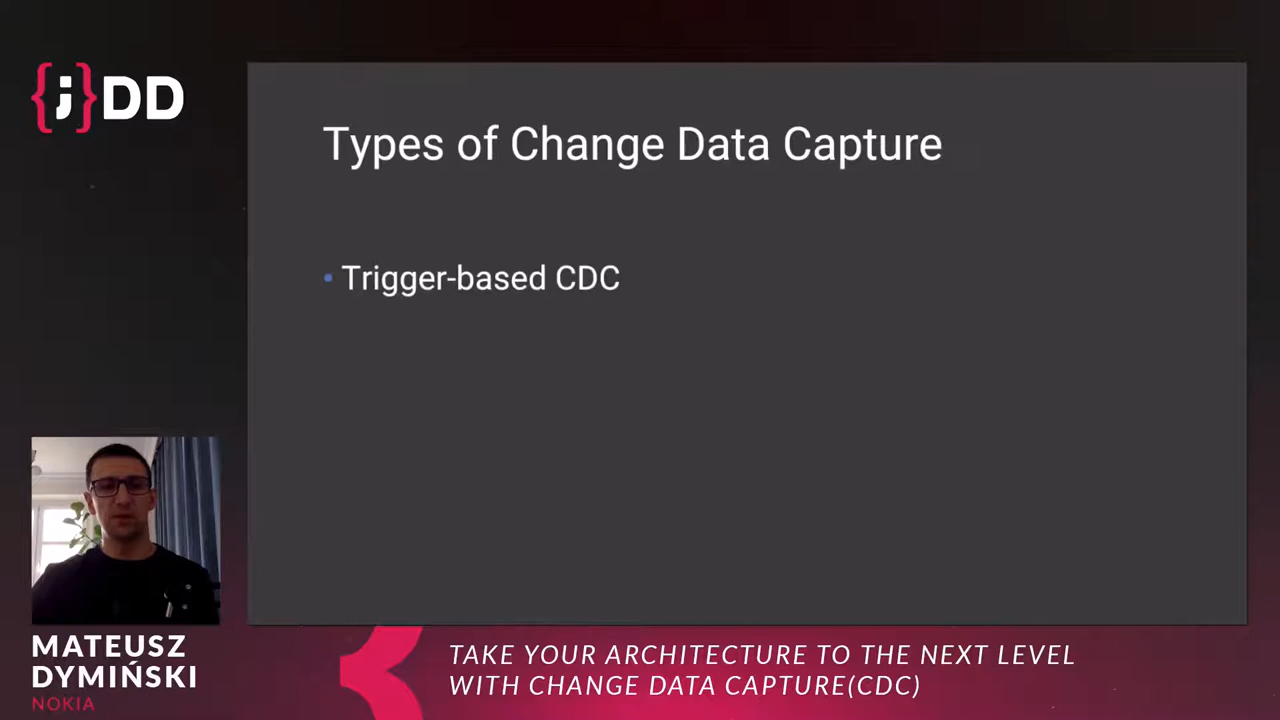 {;}DD
Types of Change Data Capture
• Trigger-based CDC
MATEUSZ
DYMIŃSKI
NOKIA
TAKE YOUR ARCHITECTURE TO THE NEXT LEVEL
WITH CHANGE DATA CAPTURE(CDC)